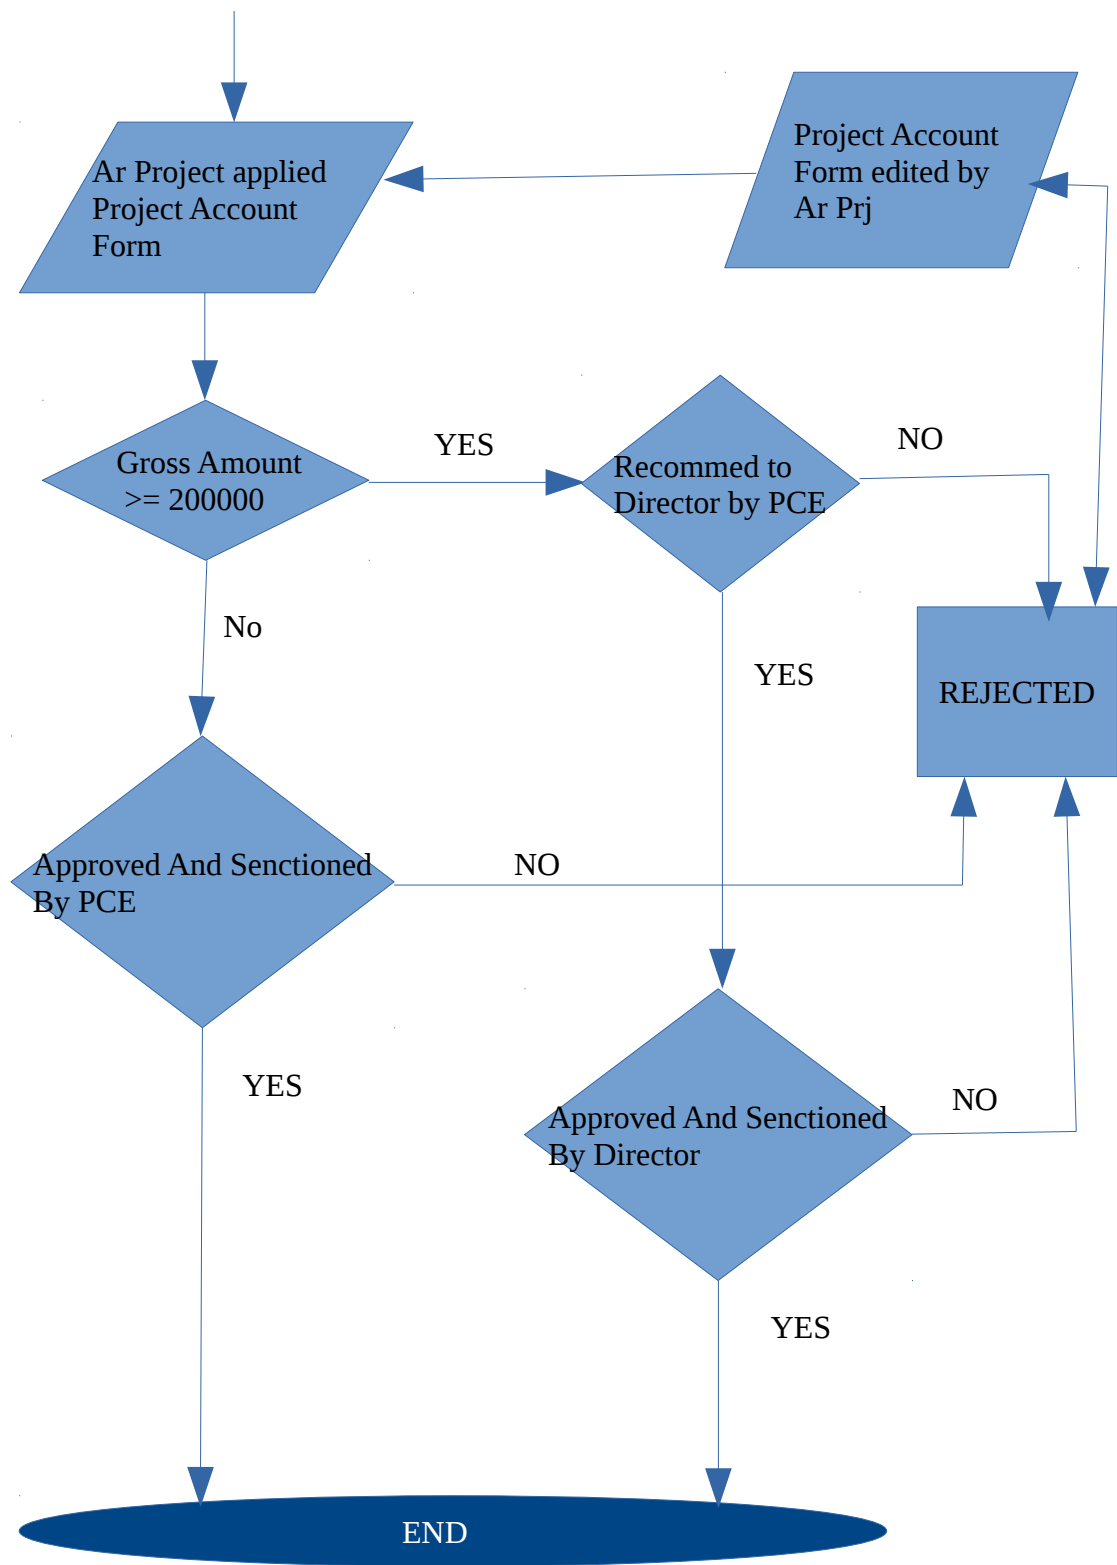 Ar Project applied
Project Account
Form
Project Account
Form edited by
Ar Prj
Gross Amount
>= 200000
YES
Recommed to
Director by PCE
NO
No
YES
REJECTED
Approved And Senctioned
By PCE
NO
YES
Approved And Senctioned
By Director
NO
YES
END